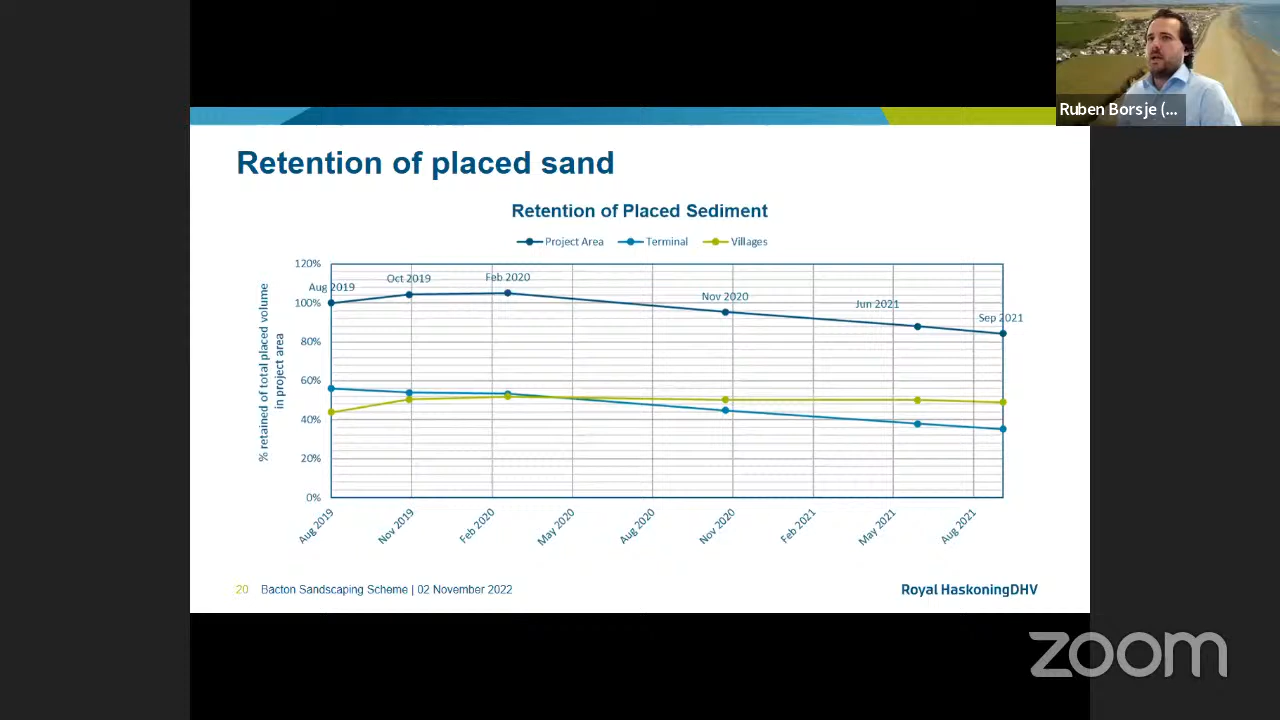 Ruben Borsje (...
Retention of placed sand
Retention of Placed Sediment
Project Area Terminal Villages
% retained of total placed volume
in project area
120%
100%
80%
60%
40%
20%
0%
Aug 2019
Oct 2019
Feb 2020
Nov 2020
Jun 2021
Sep 2021
Aug 2019
Nov 2019
Feb 2020
May 2020
Aug 2020
Nov 2020
Feb 2021
May 2021
Aug 2021
20 Bacton Sandscaping Scheme | 02 November 2022
Royal HaskoningDHV
zoom